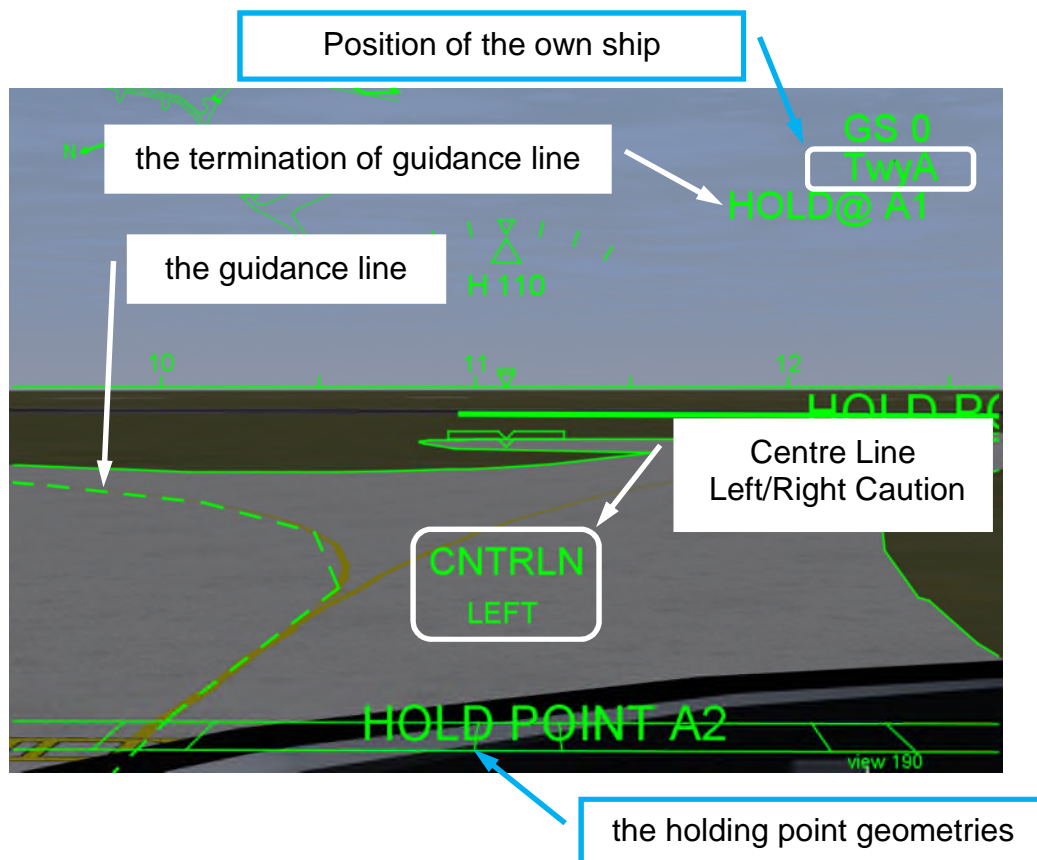 Position of the own ship
GS 0
N
the termination of guidance line
TwyA
HOLD@ A1
the guidance line
H 110
10
11
12
HOLD PO
Centre Line
Left/Right Caution
CNTRLN
LEFT
HOLD POINT A2
view 190
the holding point geometries